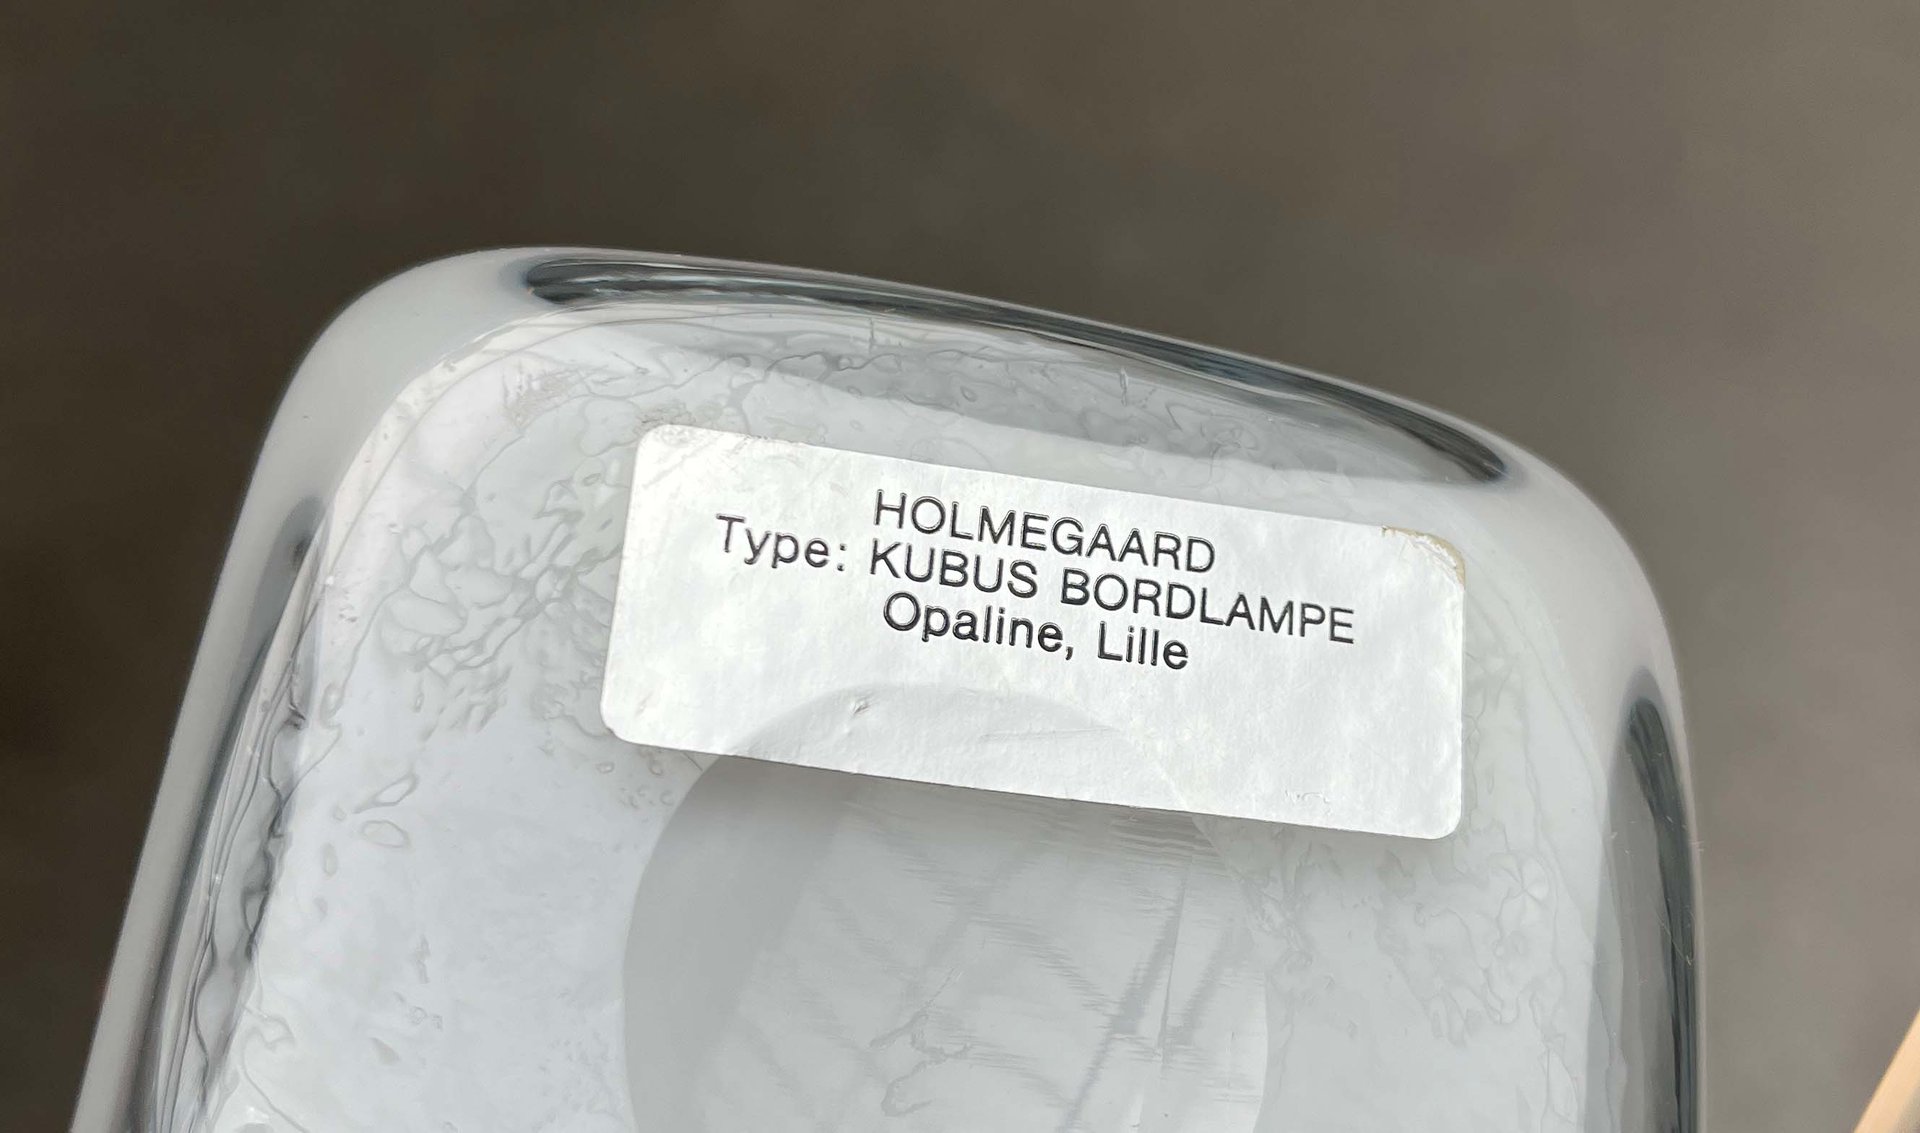 HOLMEGAARD
Type: KUBUS BORDLAMPE
Opaline, Lille